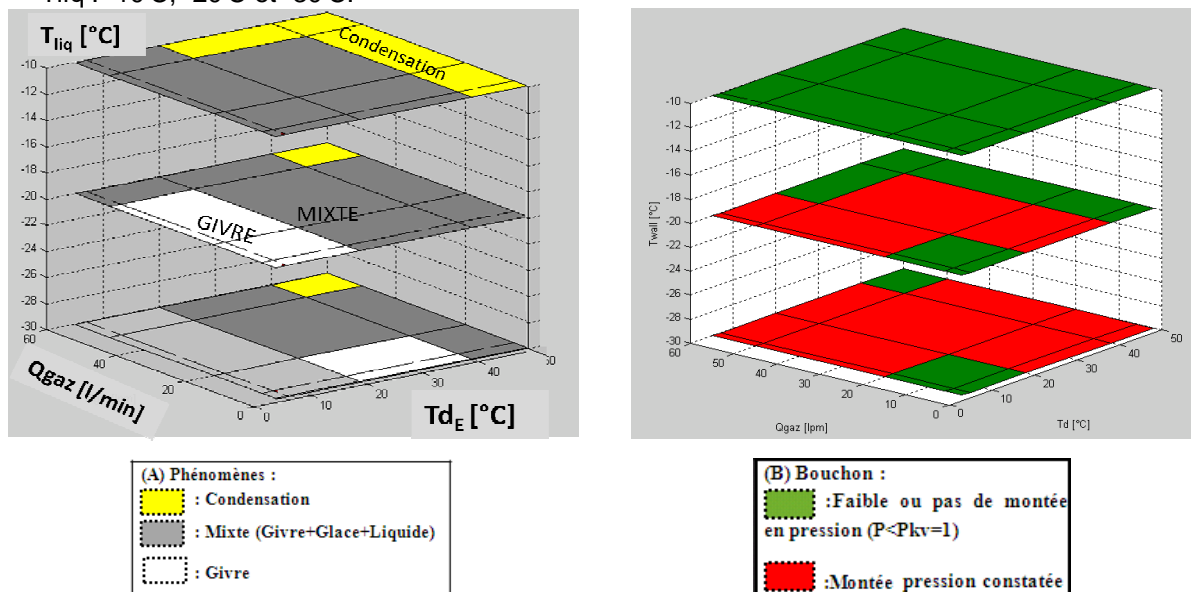 Tliq [°C]
Condensation
-10
-12
-14
-16
-18
-20
-22
-24
-26
-28
-30
GIVRE
MIXTE
60
40
20
0
0
10
20
30
40
Qgaz [l/min]
TdE [°C]
-10
-12
-14
-16
-18
-20
-22
-24
-26
-28
-30
Twall [°C]
60
50
40
30
20
10
0
0
10
20
30
40
50
Qgaz [lpm]
Td [°C]
(A) Phénomènes :
: Condensation
: Mixte (Givre+Glace+Liquide)
: Givre
(B) Bouchon :
:Faible ou pas de montée
en pression (P<Pkv=1)
:Montée pression constatée